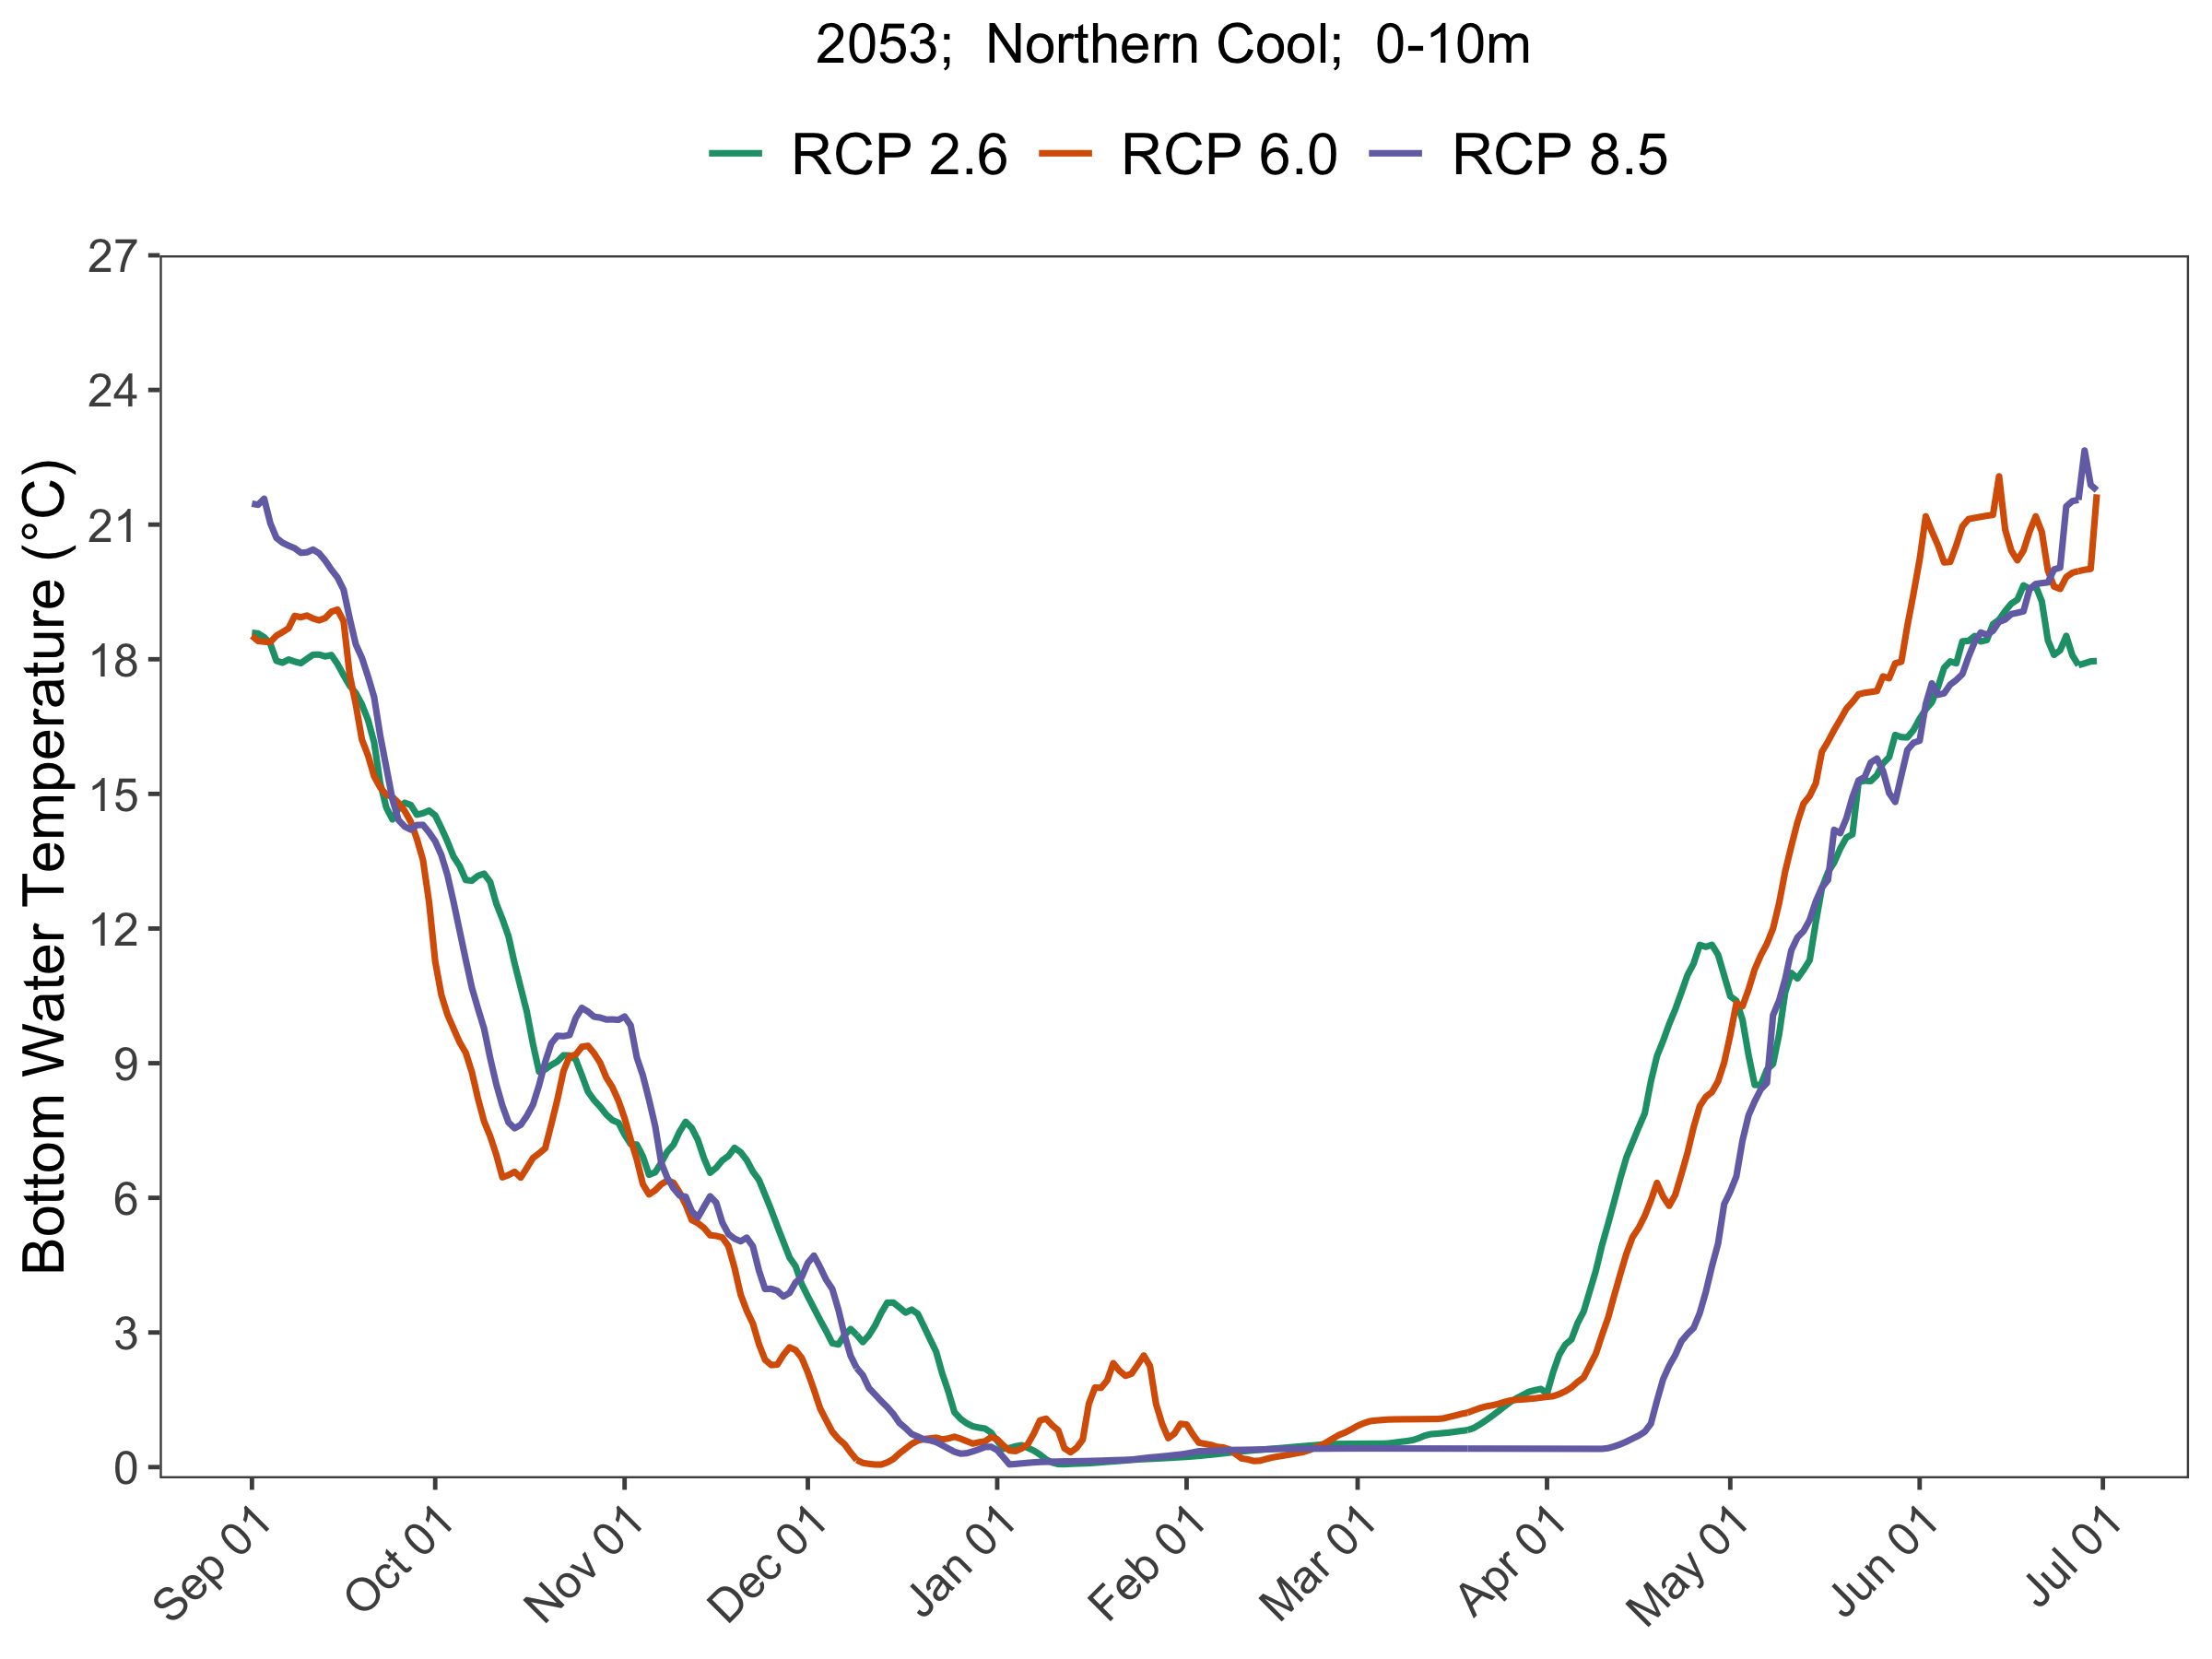 2053;  Northern Cool;  0-10m
RCP 2.6 RCP 6.0 RCP 8.5
Bottom Water Temperature (°C)
27
24
21
18
15
12
9
6
3
0
Sep 01 Oct 01 Nov 01 Dec 01 Jan 01 Feb 01 Mar 01 Apr 01 May 01 Jun 01 Jul 01